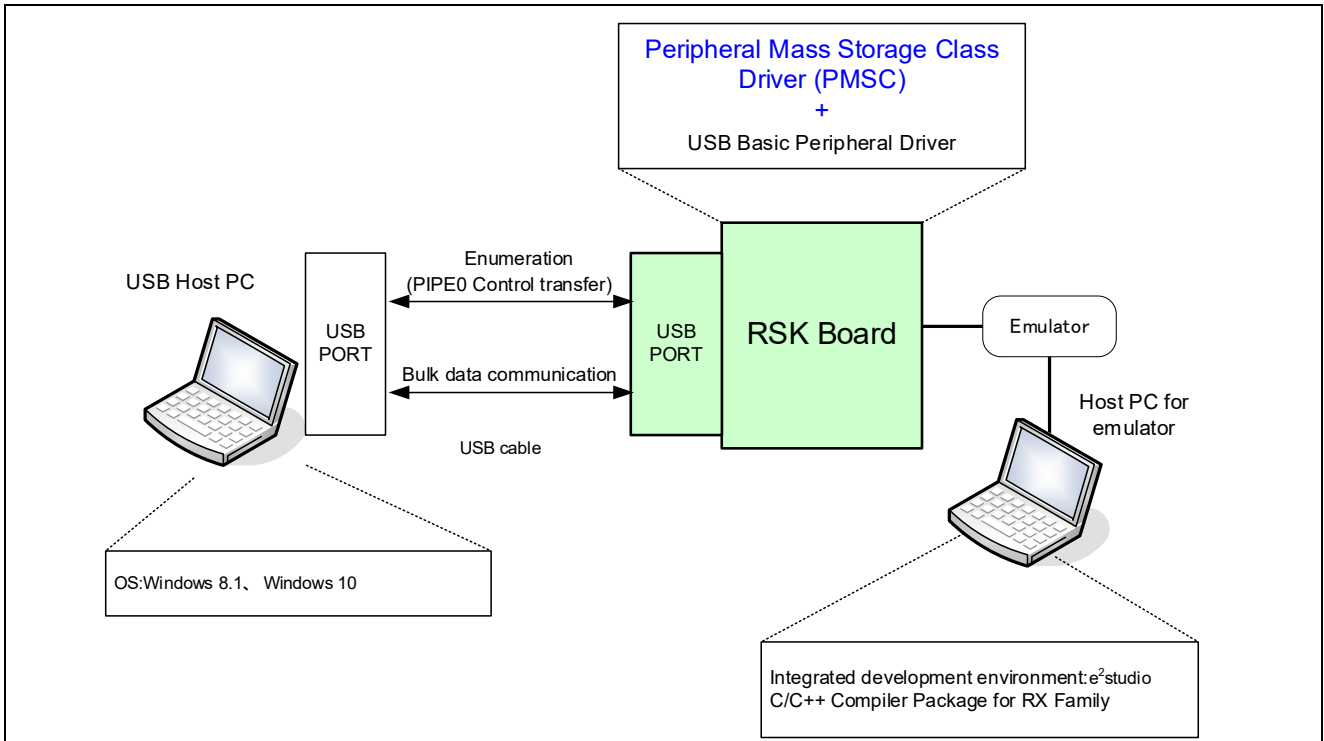 Peripheral Mass Storage Class
Driver (PMSC)
+
USB Basic Peripheral Driver
USB Host PC
USB
PORT
Enumeration
(PIPE0 Control transfer)
Bulk data communication
USB cable
USB
PORT
RSK Board
Emulator
Host PC for
emulator
OS:Windows 8.1、 Windows 10
Integrated development environment:e²studio
C/C++ Compiler Package for RX Family